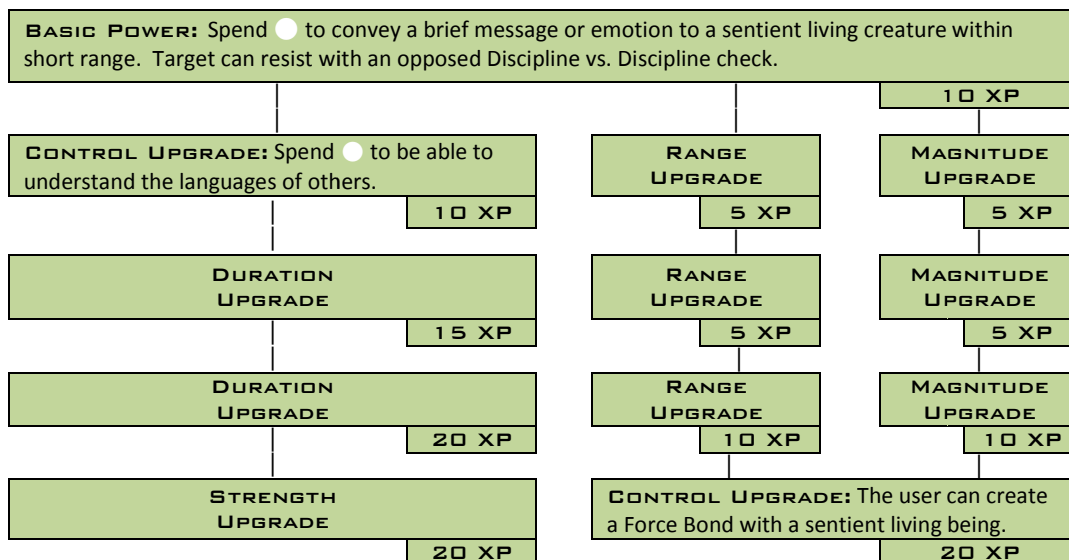 BASIC POWER: Spend to convey a brief message or emotion to a sentient living creature within
short range. Target can resist with an opposed Discipline vs. Discipline check.
10 XP
CONTROL UPGRADE: Spend to be able to
understand the languages of others.
10 XP
RANGE
UPGRADE
5 XP
MAGNITUDE
UPGRADE
5 XP
DURATION
UPGRADE
15 XP
RANGE
UPGRADE
5 XP
MAGNITUDE
UPGRADE
5 XP
DURATION
UPGRADE
20 XP
RANGE
UPGRADE
10 XP
MAGNITUDE
UPGRADE
10 XP
STRENGTH
UPGRADE
20 XP
CONTROL UPGRADE: The user can create
a Force Bond with a sentient living being.
20 XP